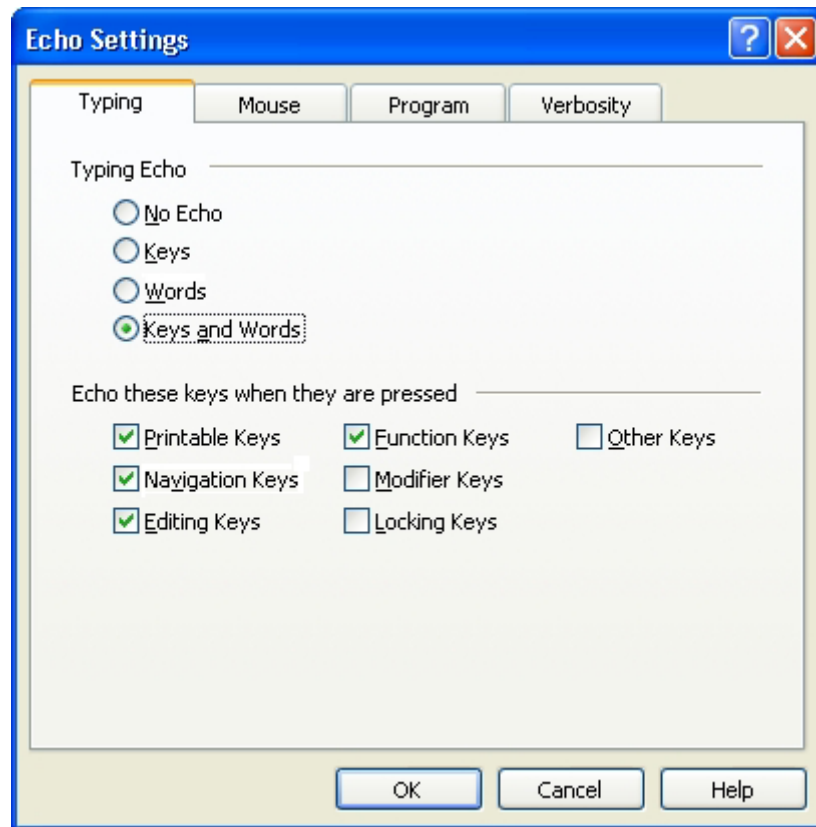 Echo Settings
Typing Mouse Program Verbosity
Typing Echo
No Echo
Keys
Words
Keys and Words
Echo these keys when they are pressed
Printable Keys Function Keys Other Keys
Navigation Keys Modifier Keys
Editing Keys Locking Keys
OK Cancel Help